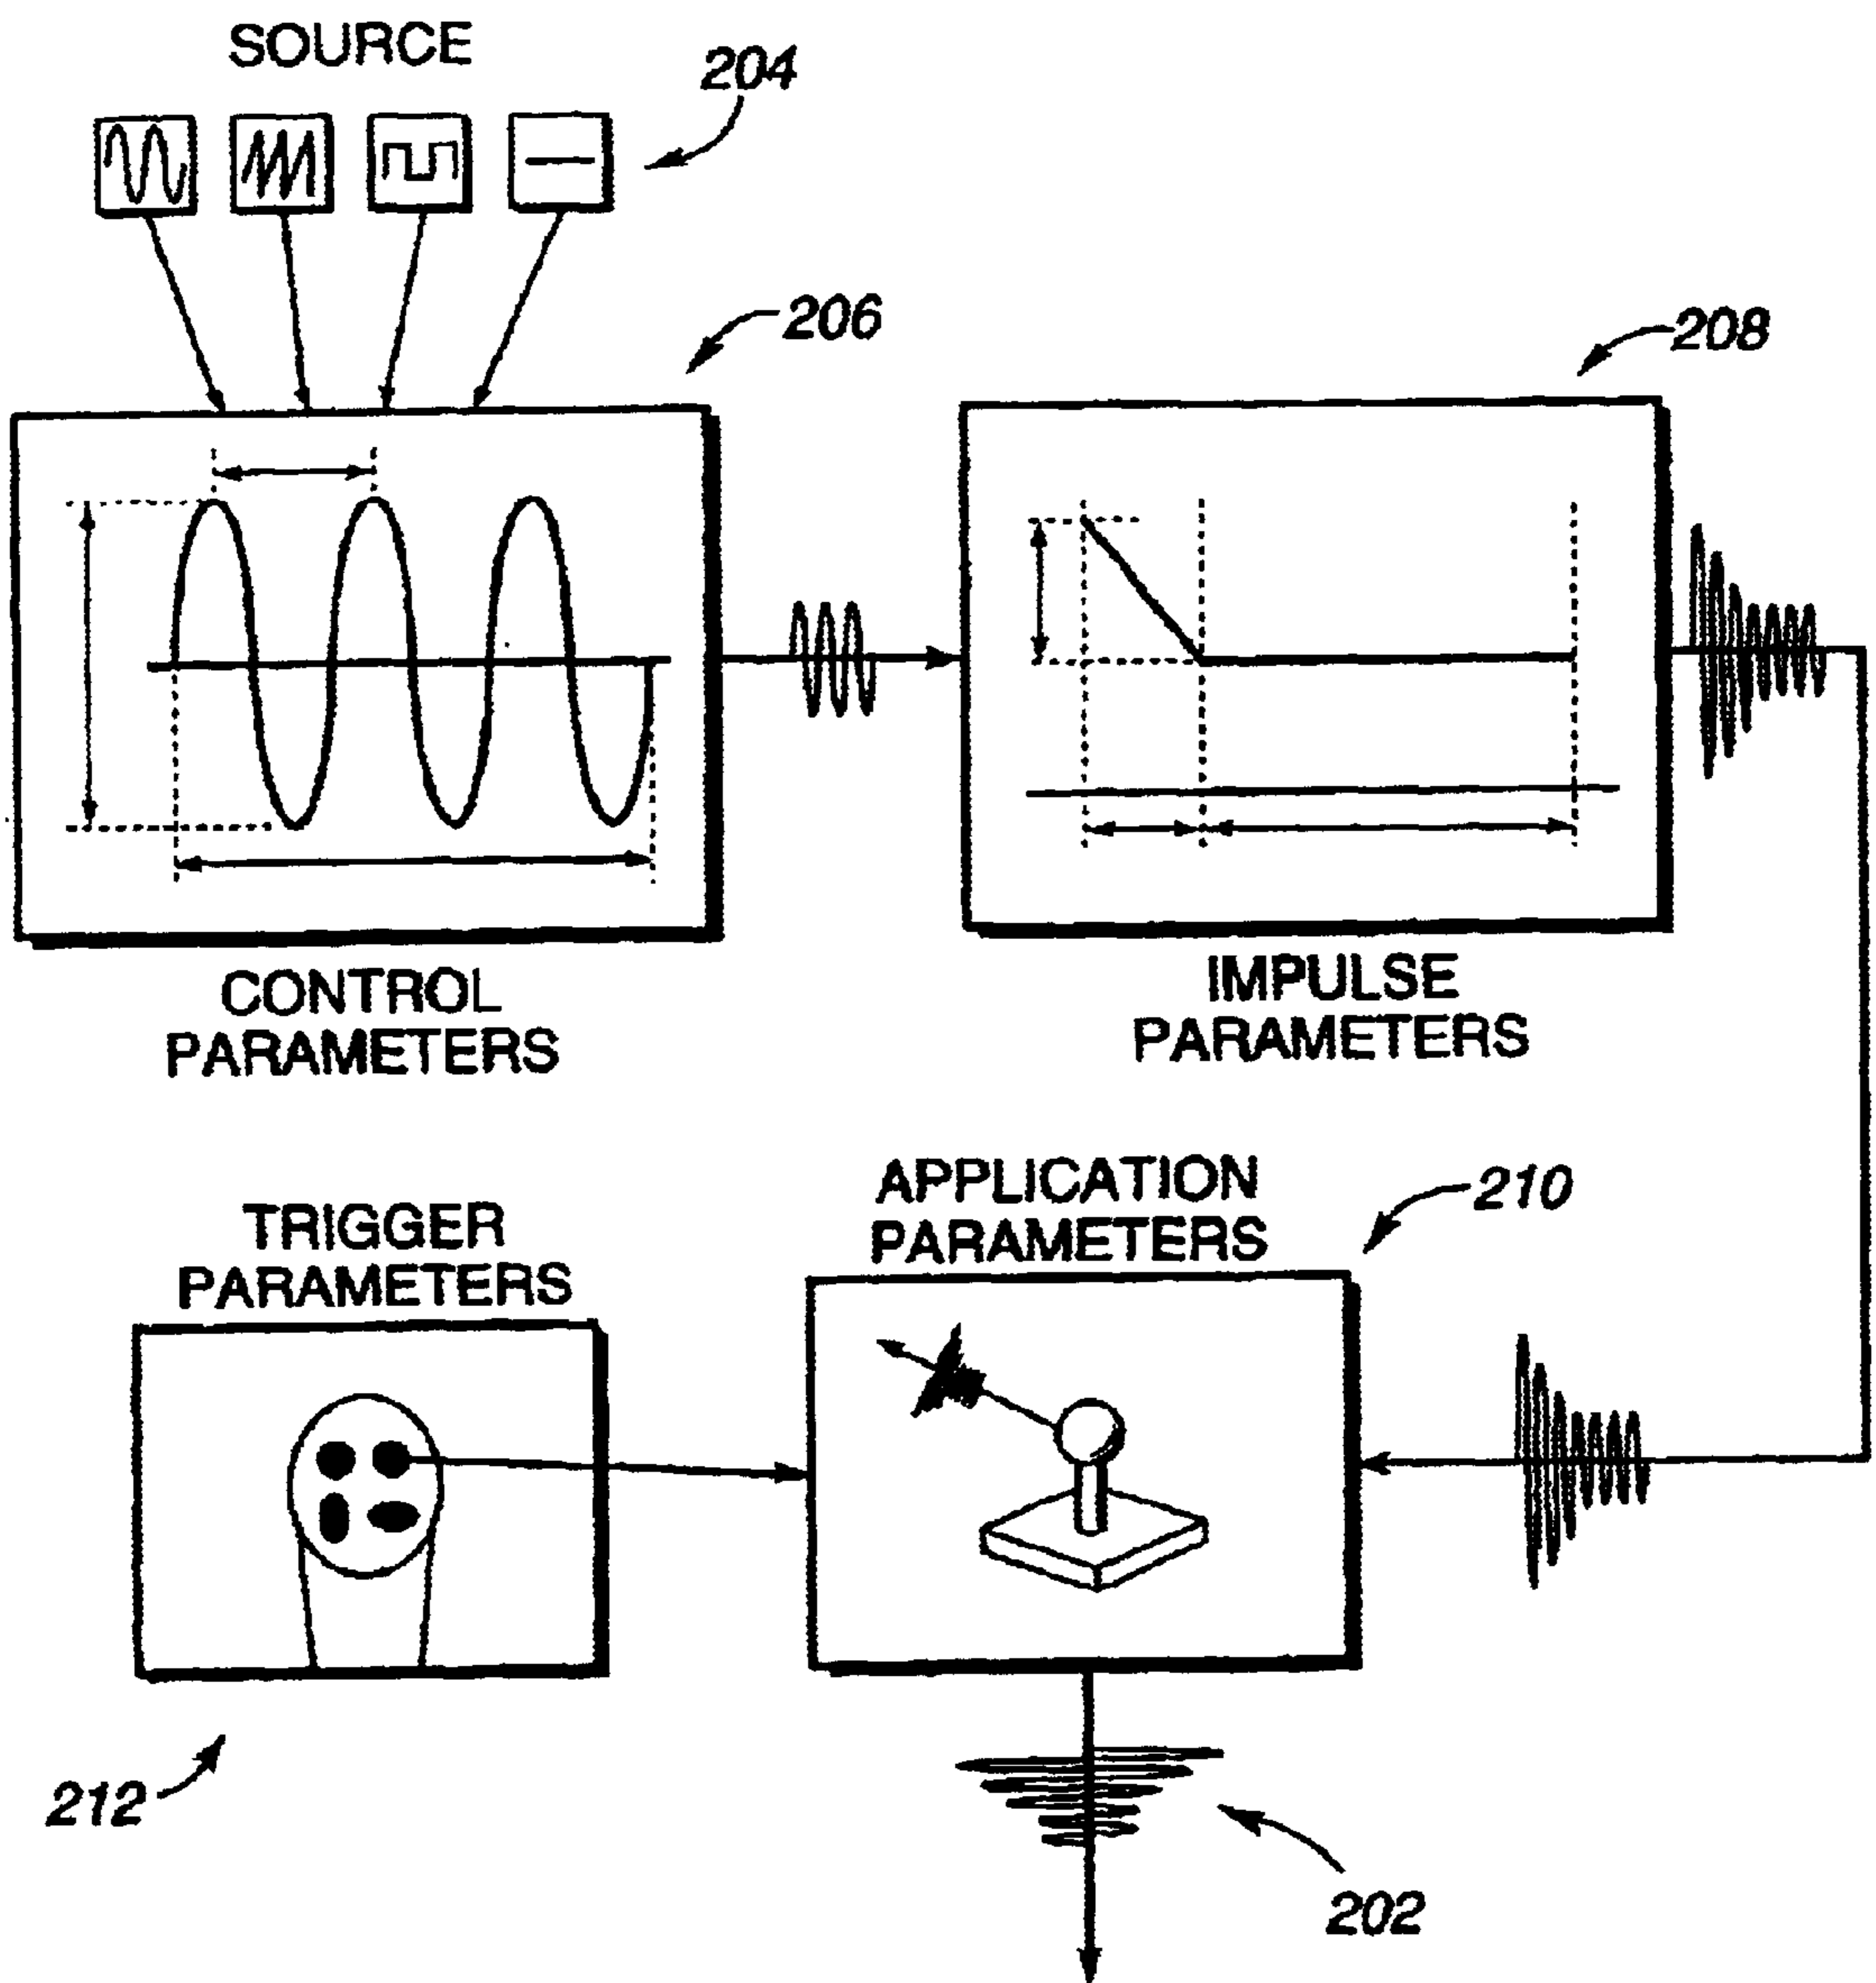 SOURCE
204
206
208
CONTROL
PARAMETERS
IMPULSE
PARAMETERS
TRIGGER
PARAMETERS
APPLICATION
PARAMETERS
210
212
202